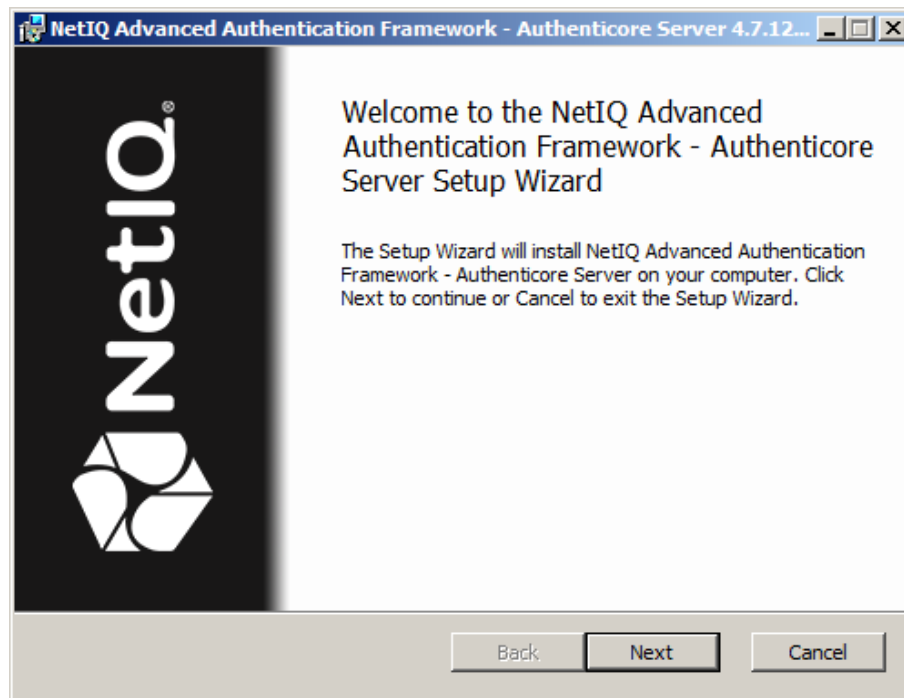 NetIQ Advanced Authentication Framework - Authenticore Server 4.7.12...
NetIQ®
Welcome to the NetIQ Advanced
Authentication Framework - Authenticore
Server Setup Wizard
The Setup Wizard will install NetIQ Advanced Authentication
Framework - Authenticore Server on your computer. Click
Next to continue or Cancel to exit the Setup Wizard.
Back
Next
Cancel